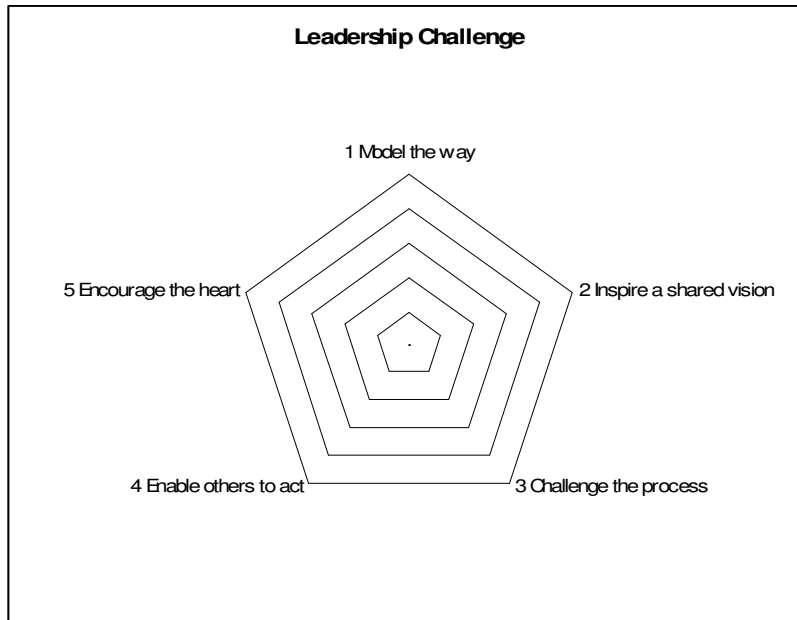 Leadership Challenge
1 Model the way
5 Encourage the heart
2 Inspire a shared vision
4 Enable others to act
3 Challenge the process